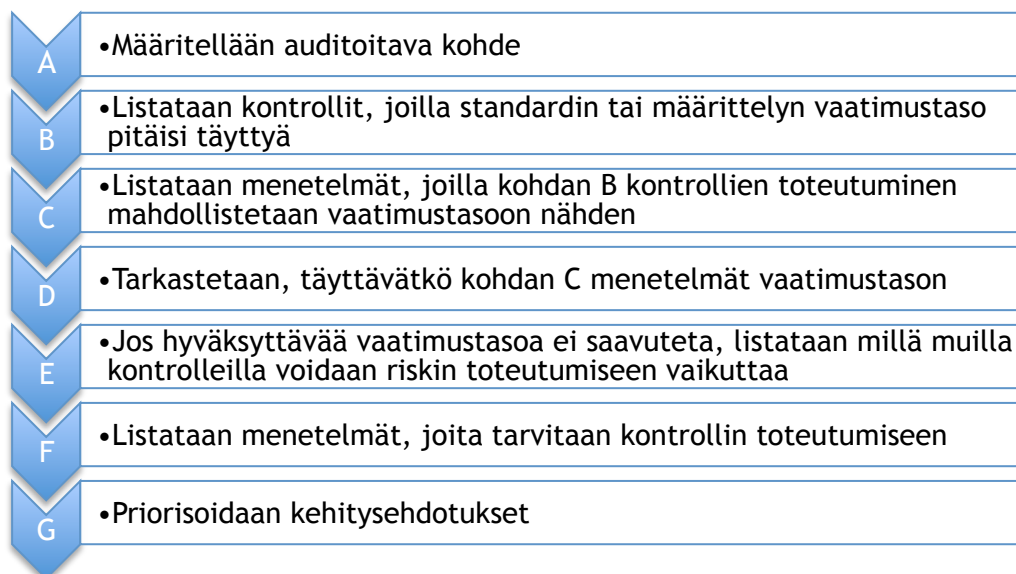 A
•Määritellään auditoitava kohde
B
•Listataan kontrollit, joilla standardin tai määrittelyn vaatimustaso
pitäisi täyttyä
C
•Listataan menetelmät, joilla kohdan B kontrollien toteutuminen
mahdollistetaan vaatimustasoon nähden
D
•Tarkastetaan, täyttävätkö kohdan C menetelmät vaatimustason
E
•Jos hyväksyttävää vaatimustasoa ei saavuteta, listataan millä muilla
kontrolleilla voidaan riskin toteutumiseen vaikuttaa
F
•Listataan menetelmät, joita tarvitaan kontrollin toteutumiseen
G
•Priorisoidaan kehitysehdotukset